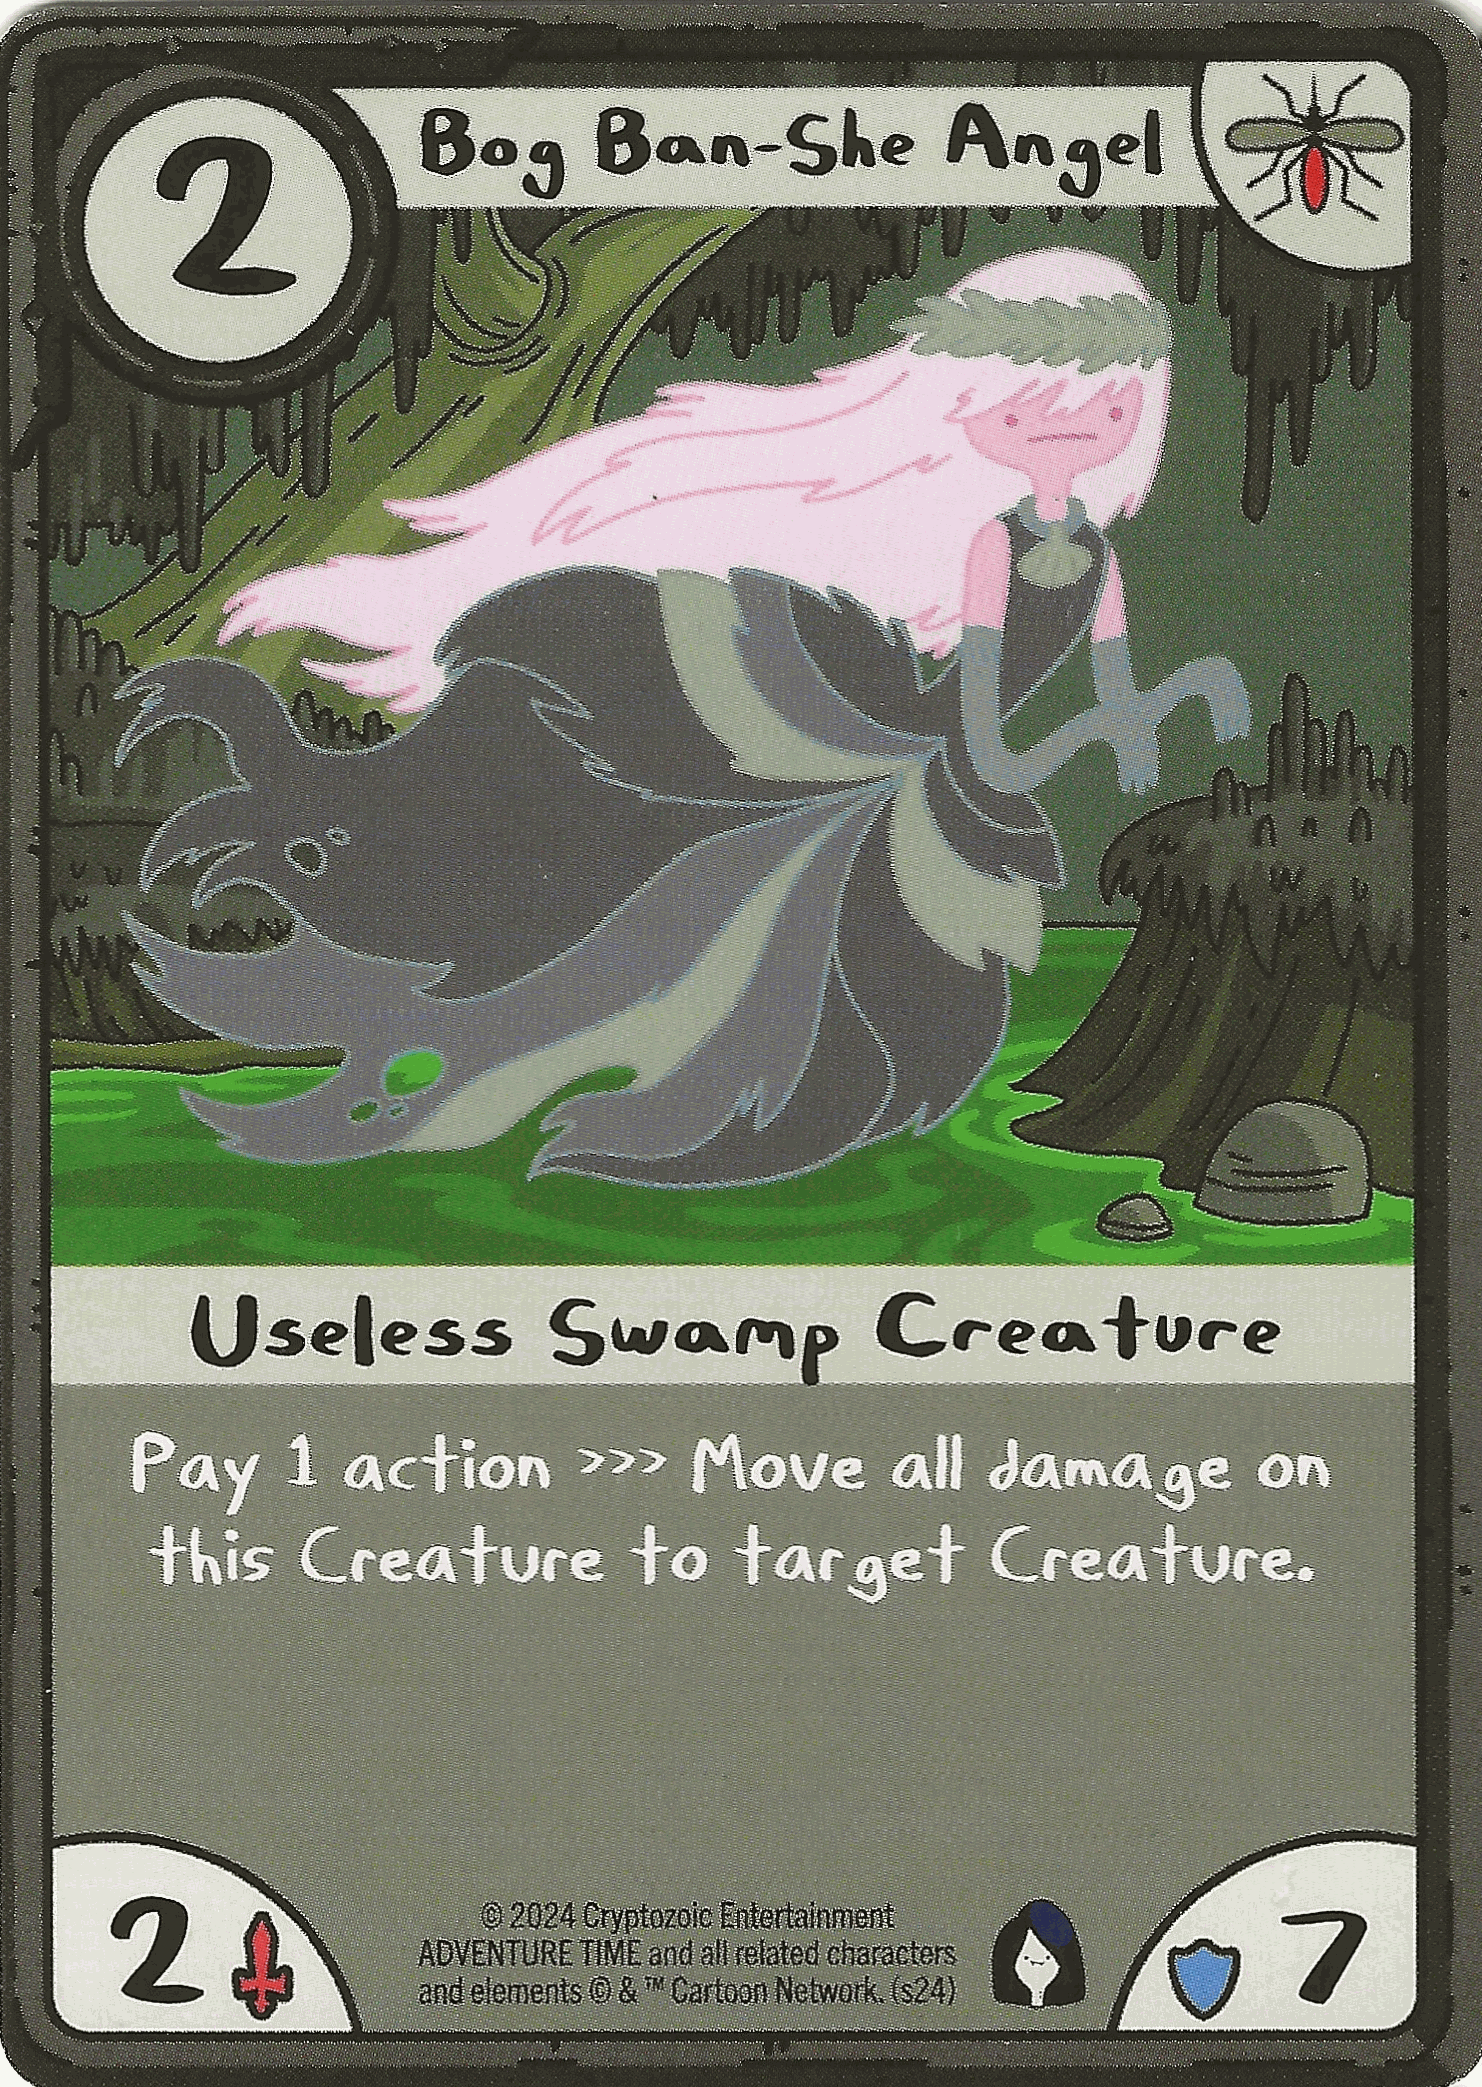 2
Bog Ban-She Angel
Useless Swamp Creature
Pay 1 action >>> Move all damage on
this Creature to target Creature.
2
© 2024 Cryptozoic Entertainment
ADVENTURE TIME and all related characters
and elements © & ™ Cartoon Network. (s24)
7